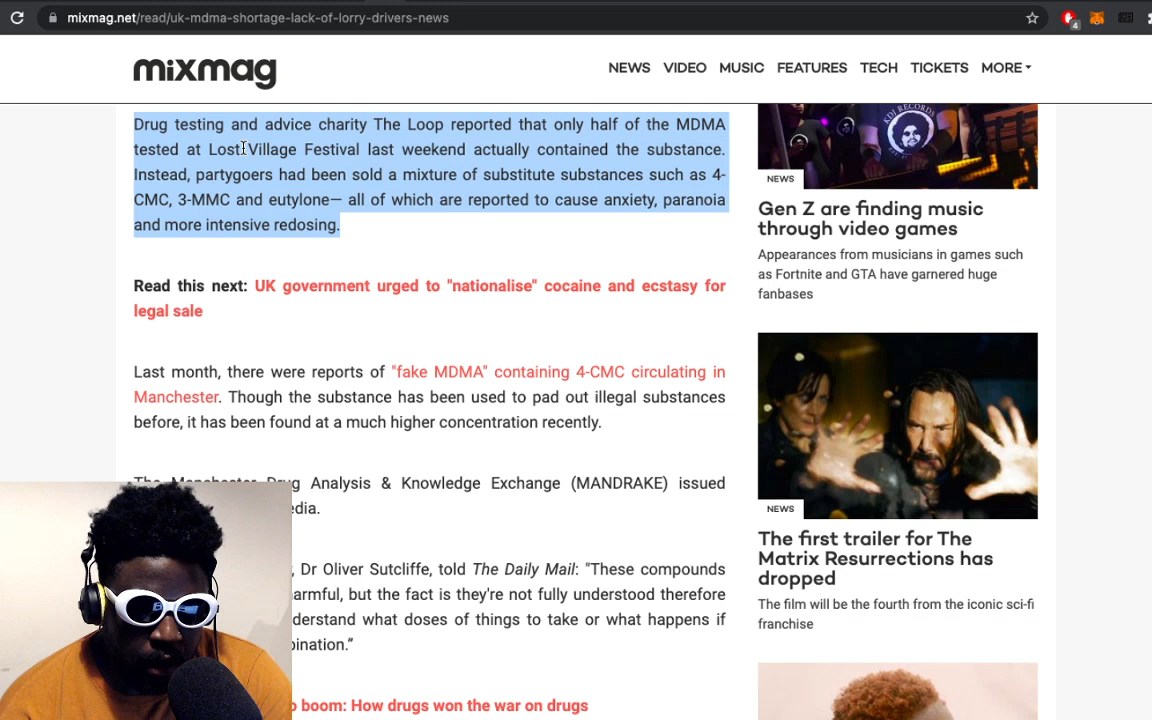 mixmag.net/read/uk-mdma-shortage-lack-of-lorry-drivers-news
4
mixmag
NEWS VIDEO MUSIC FEATURES TECH TICKETS MORE
Drug testing and advice charity The Loop reported that only half of the MDMA
tested at Lost Village Festival last weekend actually contained the substance.
Instead, partygoers had been sold a mixture of substitute substances such as 4-
CMC, 3-MMC and eutylone— all of which are reported to cause anxiety, paranoia
and more intensive redosing.
Read this next: UK government urged to "nationalise" cocaine and ecstasy for
legal sale
Last month, there were reports of "fake MDMA" containing 4-CMC circulating in
Manchester. Though the substance has been used to pad out illegal substances
before, it has been found at a much higher concentration recently.
The Manchester Drug Analysis & Knowledge Exchange (MANDRAKE) issued
edia.
, Dr Oliver Sutcliffe, told The Daily Mail: "These compounds
armful, but the fact is they're not fully understood therefore
derstand what doses of things to take or what happens if
bination.”
o boom: How drugs won the war on drugs
KDJ RECORDS
NEWS
Gen Z are finding music
through video games
Appearances from musicians in games such
as Fortnite and GTA have garnered huge
fanbases
NEWS
The first trailer for The
Matrix Resurrections has
dropped
The film will be the fourth from the iconic sci-fi
franchise